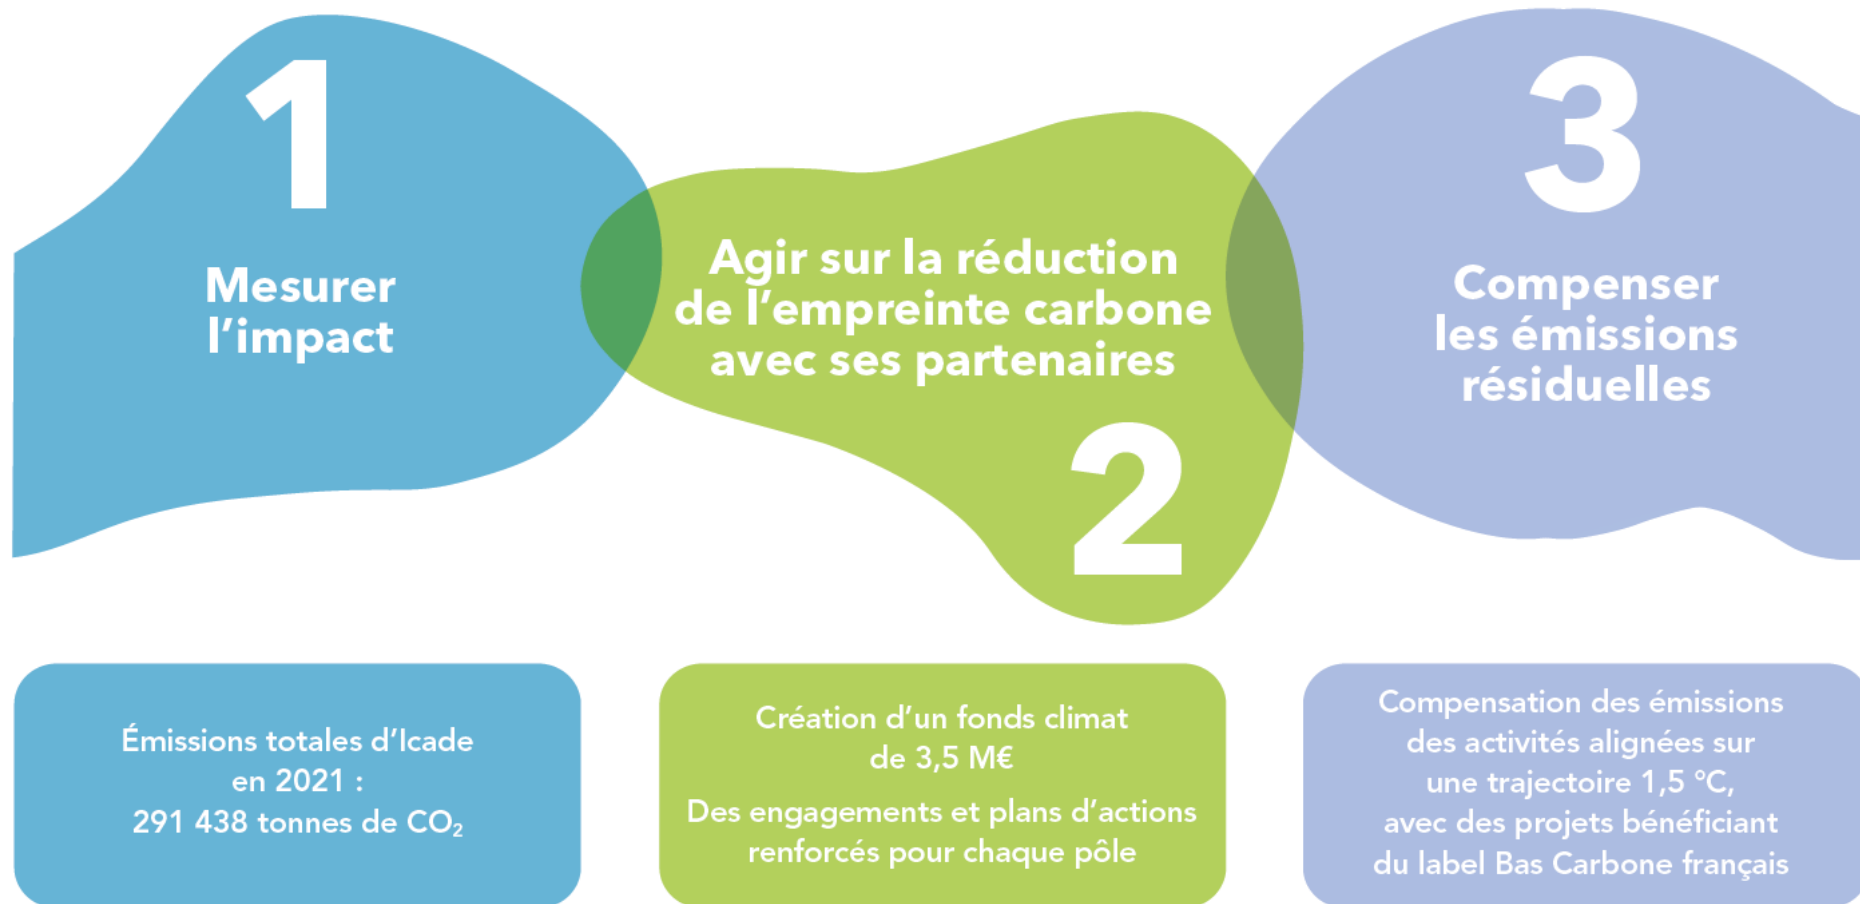 1
Mesurer
l’impact
Agir sur la réduction
de l’empreinte carbone
avec ses partenaires
2
3
Compenser
les émissions
résiduelles
Émissions totales d’Icade
en 2021 :
291 438 tonnes de CO₂
Création d’un fonds climat
de 3,5 M€
Des engagements et plans d’actions
renforcés pour chaque pôle
Compensation des émissions
des activités alignées sur
une trajectoire 1,5 °C,
avec des projets bénéficiant
du label Bas Carbone français